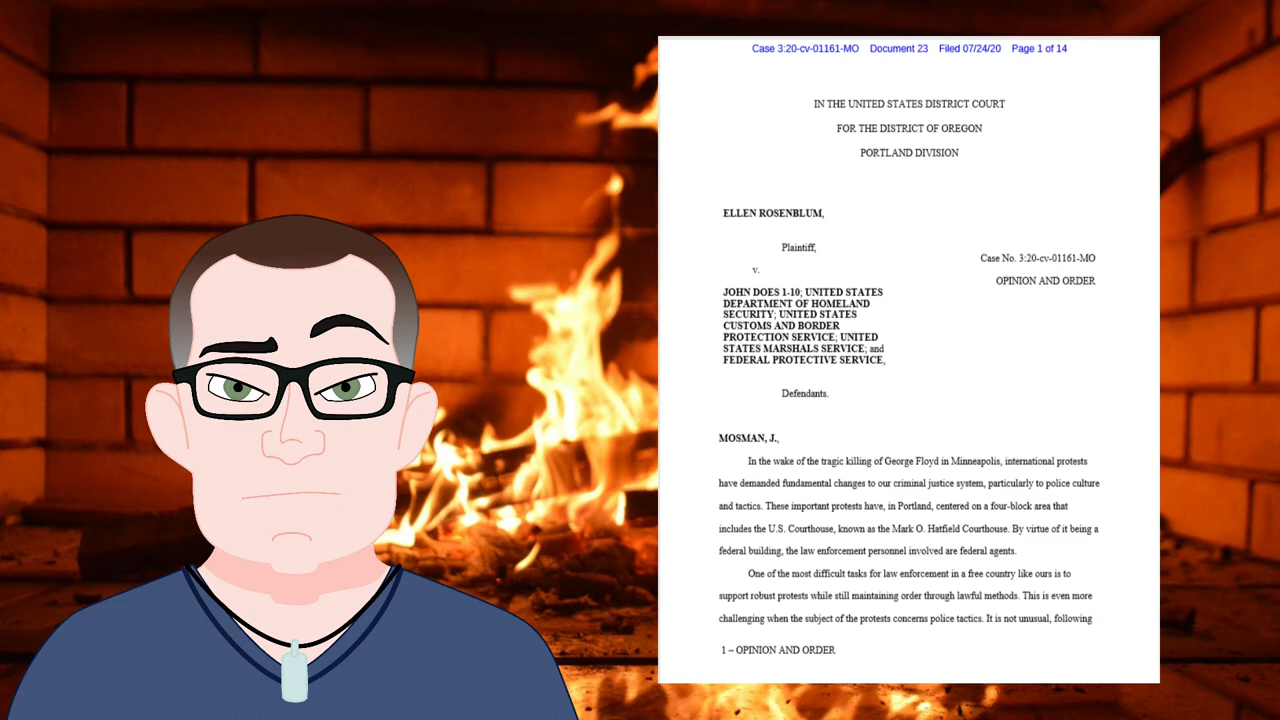 Case 3:20-cv-01161-MO Document 23 Filed 07/24/20 Page 1 of 14
IN THE UNITED STATES DISTRICT COURT
FOR THE DISTRICT OF OREGON
PORTLAND DIVISION
ELLEN ROSENBLUM,
Plaintiff,
v.
Case No. 3:20-cv-01161-MO
OPINION AND ORDER
JOHN DOES 1-10; UNITED STATES
DEPARTMENT OF HOMELAND
SECURITY; UNITED STATES
CUSTOMS AND BORDER
PROTECTION SERVICE; UNITED
STATES MARSHALS SERVICE; and
FEDERAL PROTECTIVE SERVICE,
Defendants.
MOSMAN, J.,
In the wake of the tragic killing of George Floyd in Minneapolis, international protests
have demanded fundamental changes to our criminal justice system, particularly to police culture
and tactics. These important protests have, in Portland, centered on a four-block area that
includes the U.S. Courthouse, known as the Mark O. Hatfield Courthouse. By virtue of it being a
federal building, the law enforcement personnel involved are federal agents.
One of the most difficult tasks for law enforcement in a free country like ours is to
support robust protests while still maintaining order through lawful methods. This is even more
challenging when the subject of the protests concerns police tactics. It is not unusual, following
1 – OPINION AND ORDER